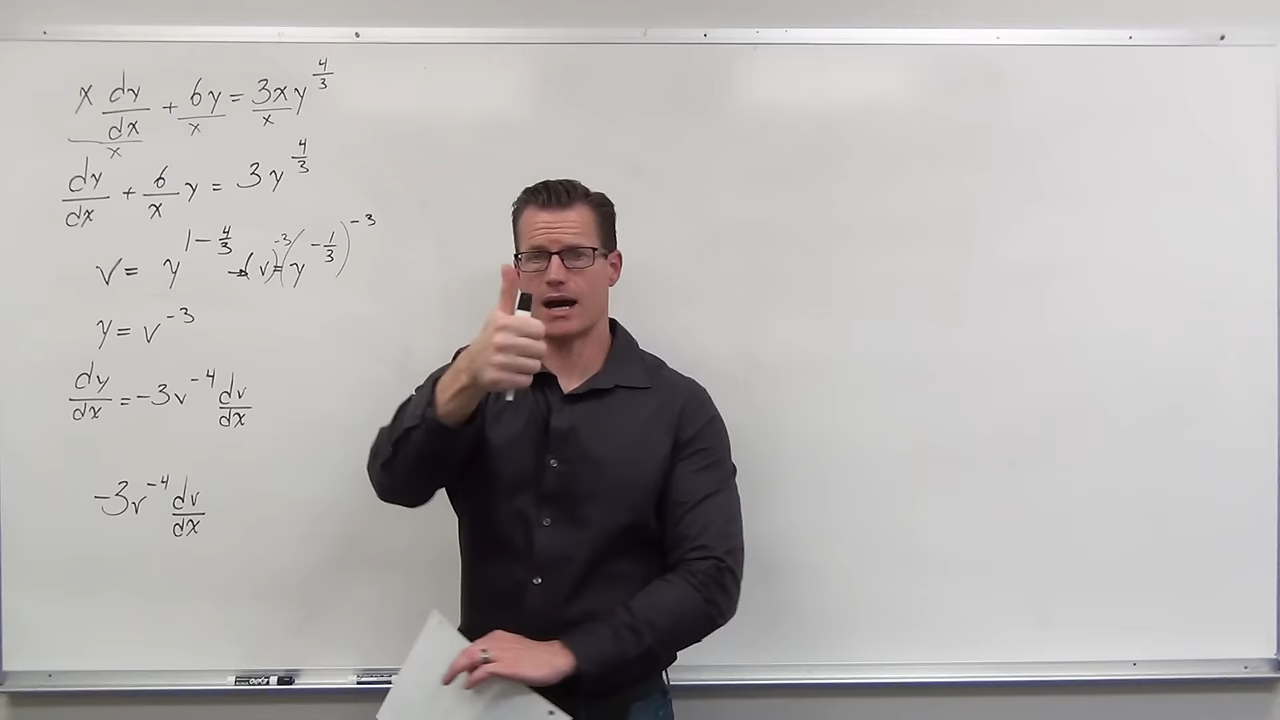 x dy/dx + 6y = 3xy^(4/3)
x x x
dy/dx + 6/x y = 3y^(4/3)
v = y^(1-4/3) → (v)^-3 = (y^(-1/3))^-3
y = v^-3
dy/dx = -3v^-4 dv/dx
-3v^-4 dv/dx
EXPO